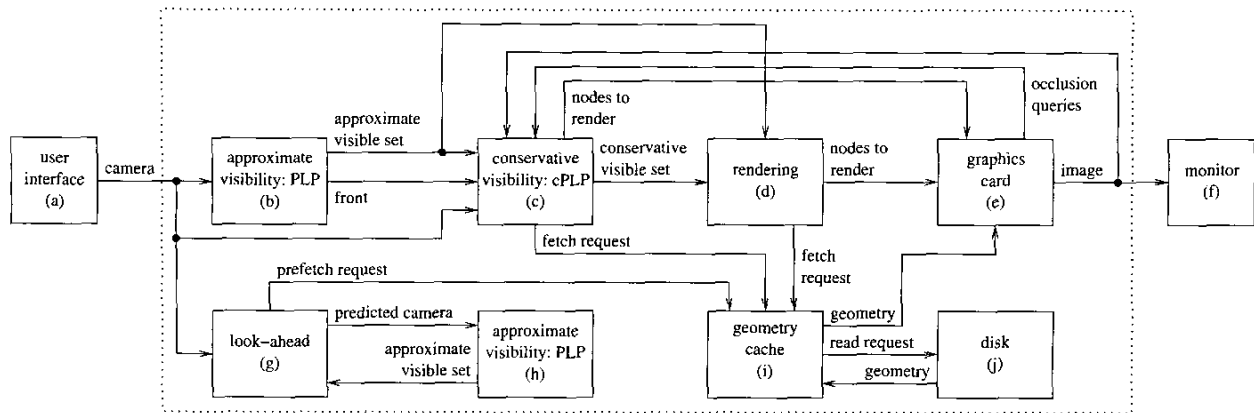 user
interface
(a)
camera
approximate
visibility: PLP
(b)
approximate
visible set
front
conservative
visibility: cPLP
(c)
nodes to
render
conservative
visible set
rendering
(d)
nodes to
render
occlusion
queries
graphics
card
(e)
image
monitor
(f)
fetch request
fetch
request
prefetch request
look-ahead
(g)
predicted camera
approximate
visible set
approximate
visibility: PLP
(h)
geometry
cache
(i)
geometry
read request
geometry
disk
(j)